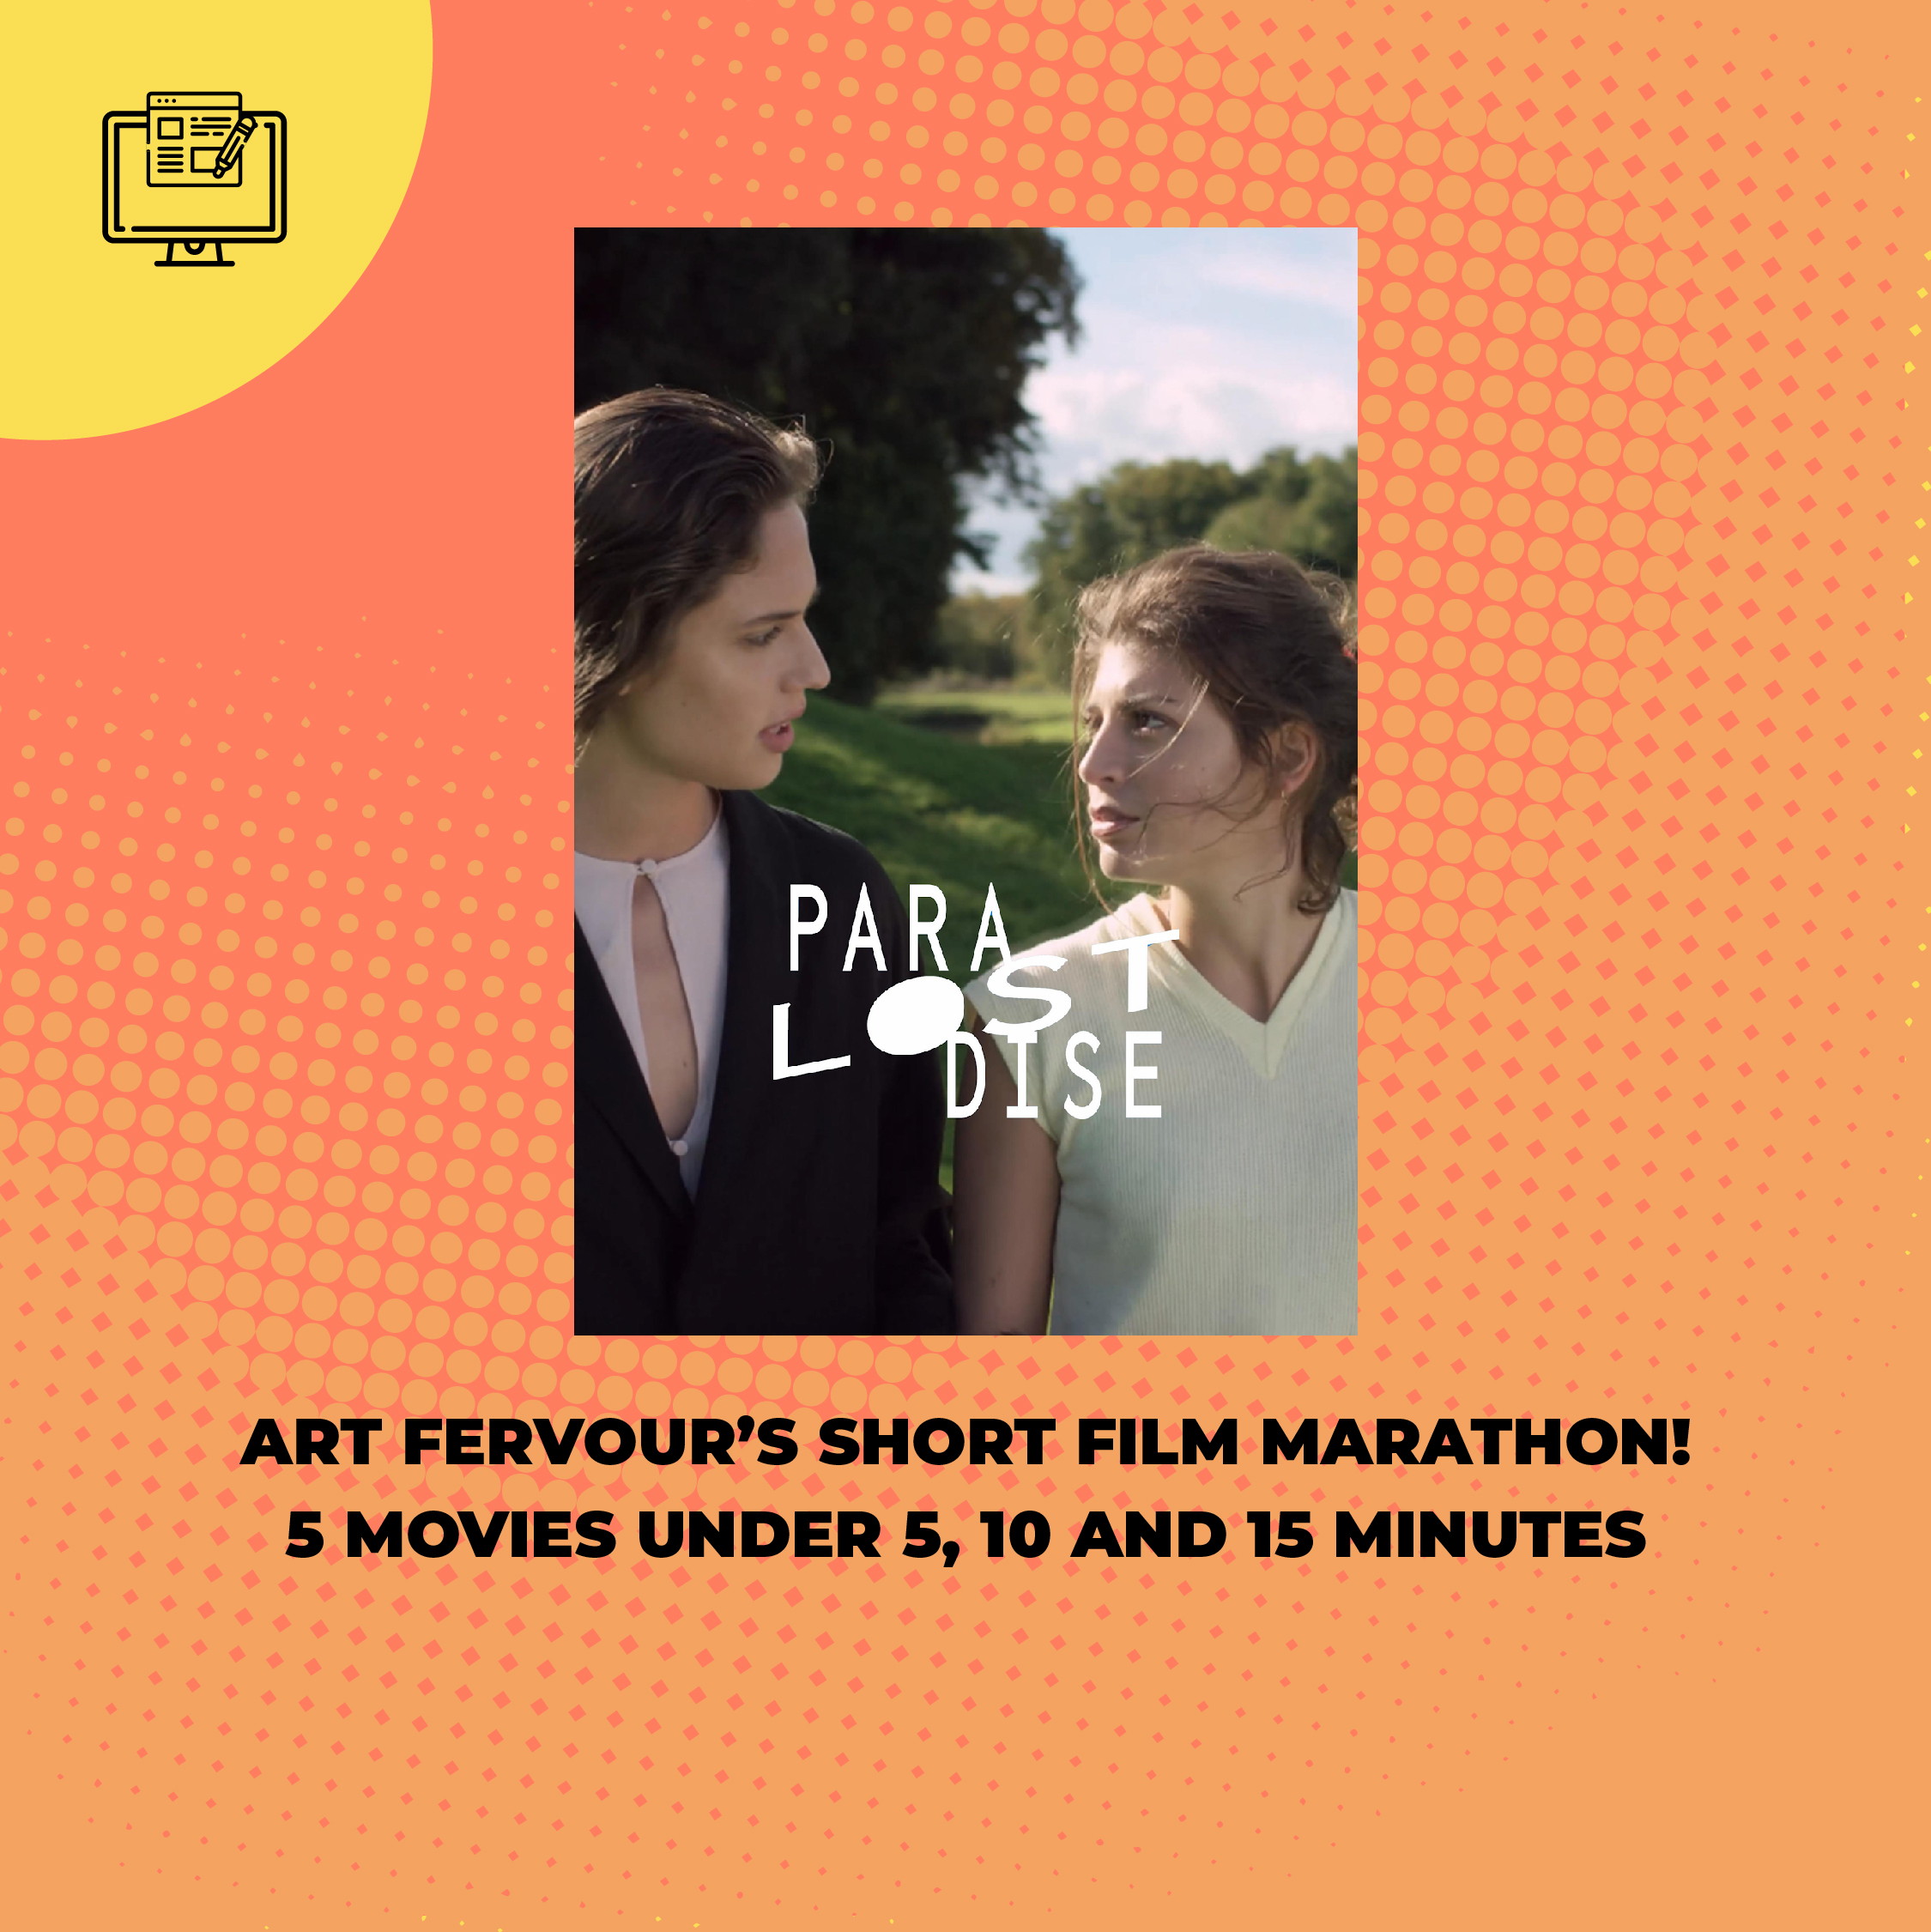 PARA
LOST
DISE
ART FERVOUR’S SHORT FILM MARATHON!
5 MOVIES UNDER 5, 10 AND 15 MINUTES